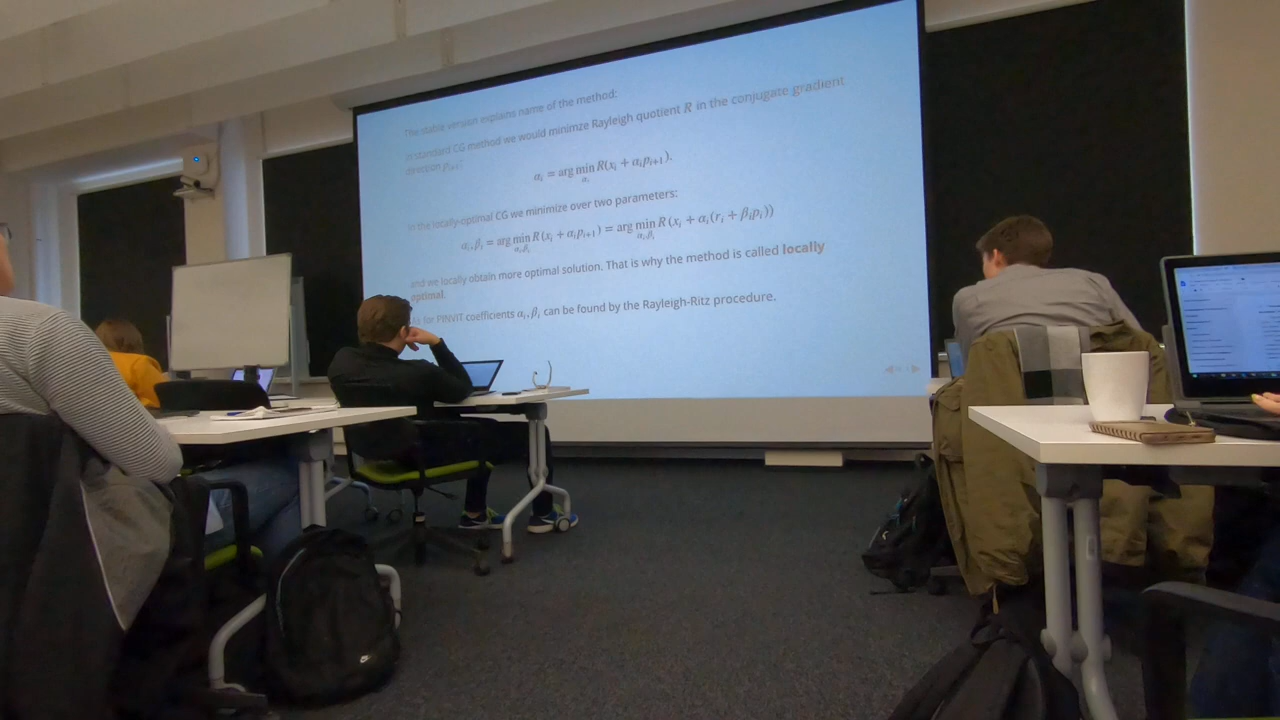 The stable version explains name of the method:
In standard CG method we would minimze Rayleigh quotient R in the conjugate gradient
direction p_{i+1}:
α_i = arg min_{α_i} R(x_i + α_i p_{i+1}).
In the locally-optimal CG we minimize over two parameters:
α_i, β_i = arg min_{α_i,β_i} R(x_i + α_i p_{i+1}) = arg min_{α_i,β_i} R(x_i + α_i(r_i + β_i p_i))
and we locally obtain more optimal solution. That is why the method is called locally
optimal.
As for PINVIT coefficients α_i, β_i can be found by the Rayleigh-Ritz procedure.